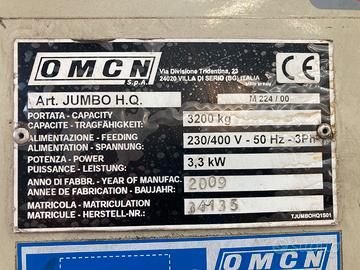 OMCN
S.p.A.
Via Divisione Tridentina, 23
24020 VILLA DI SERIO (BG) ITALIA
CE
Art. JUMBO H.Q.
M 224 / 00
PORTATA - CAPACITY
CAPACITE - TRAGFÄHIGKEIT:
3200 kg
ALIMENTAZIONE - FEEDING
ALIMENTATION - SPANNUNG:
230/400 V - 50 Hz - 3Ph
POTENZA - POWER
PUISSANCE - LEISTUNG:
3,3 kW
ANNO DI FABBR. - YEAR OF MANUFAC.
ANNEE DE FABRICATION - BAUJAHR:
2009
MATRICOLA - MATRICULATION
MATRICULE - HERSTELL-NR.:
34135
TJUMBOHQ1S01
OMCN